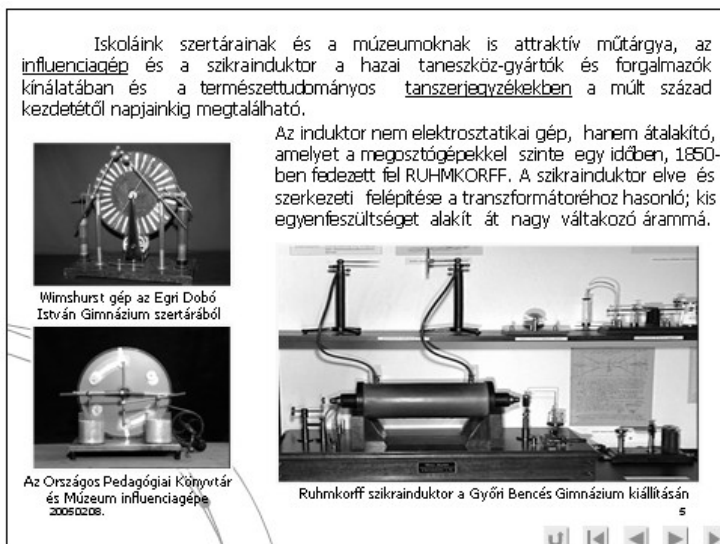 Iskoláink szertárainak és a múzeumoknak is attraktív műtárgya, az
influenciagép és a szikrainduktor a hazai taneszköz-gyártók és forgalmazók
kínálatában és a természettudományos tanszerjegyzékekben a múlt század
kezdetétől napjainkig megtalálható.
Az induktor nem elektrosztatikai gép, hanem átalakító,
amelyet a megosztógépekkel szinte egy időben, 1850-
ben fedezett fel RUHMKORFF. A szikrainduktor elve és
szerkezeti felépítése a transzformátoréhoz hasonló; kis
egyenfeszültséget alakít át nagy váltakozó árammá.
Wimshurst gép az Egri Dobó
István Gimnázium szertárából
Az Országos Pedagógiai Könyvtár
és Múzeum influenciagépe
Ruhmkorff szikrainduktor a Győri Bencés Gimnázium kiállításán
20050208.
5